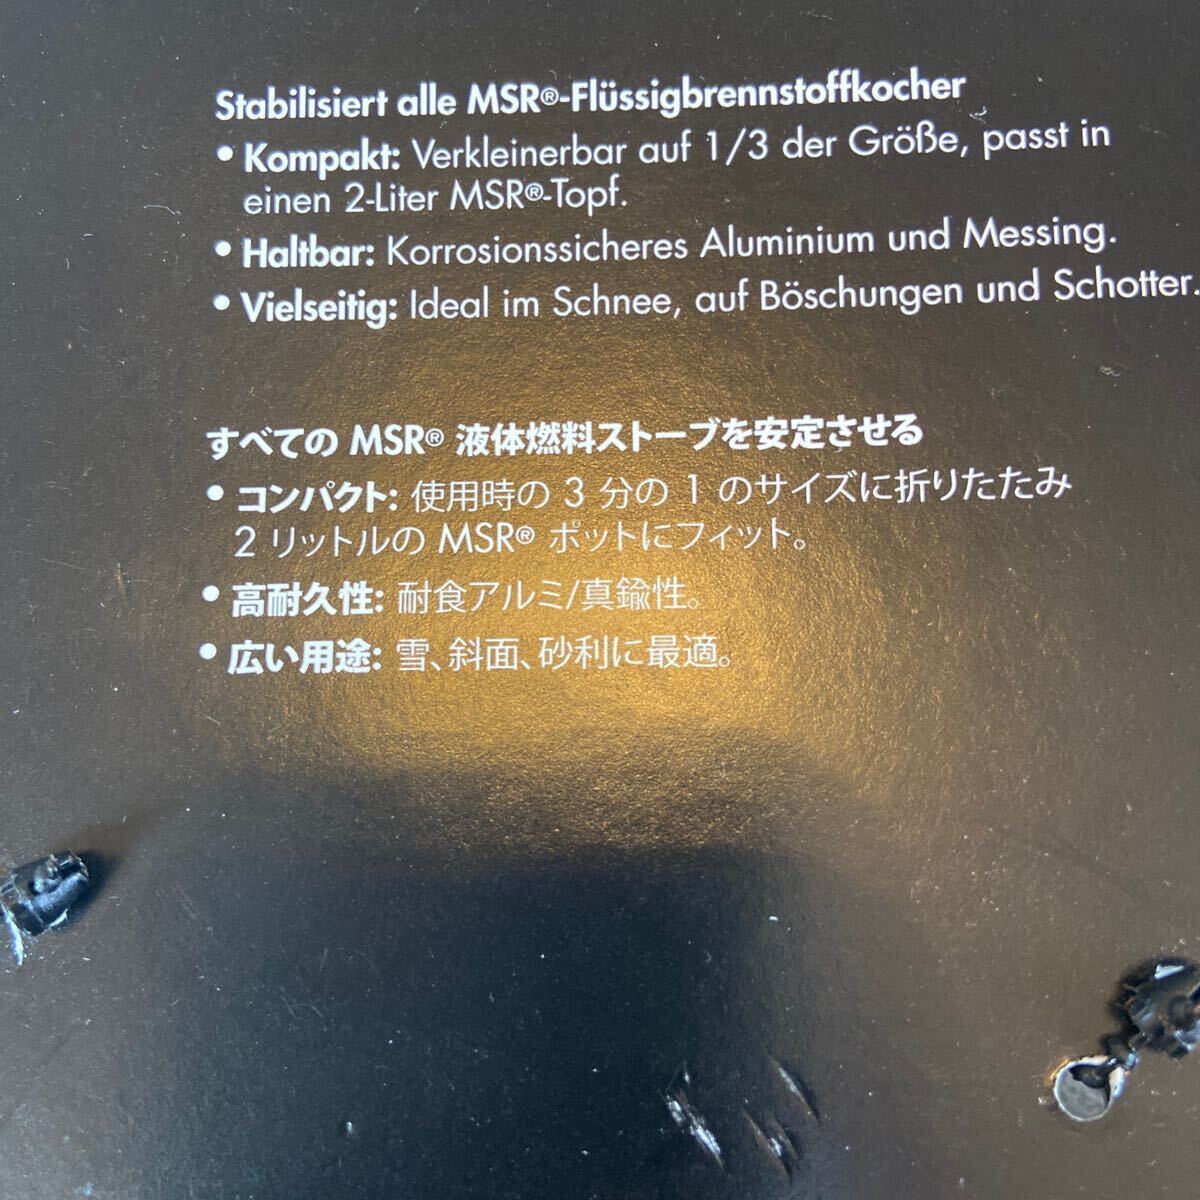 Stabilisiert alle MSR®-Flüssigbrennstoffkocher
• Kompakt: Verkleinerbar auf 1/3 der Größe, passt in
einen 2-Liter MSR®-Topf.
• Haltbar: Korrosionssicheres Aluminium und Messing.
• Vielseitig: Ideal im Schnee, auf Böschungen und Schotter.
すべての MSR® 液体燃料ストーブを安定させる
• コンパクト: 使用時の 3 分の 1 のサイズに折りたたみ
2 リットルの MSR® ポットにフィット。
• 高耐久性: 耐食アルミ/真鍮性。
• 広い用途: 雪、斜面、砂利に最適。